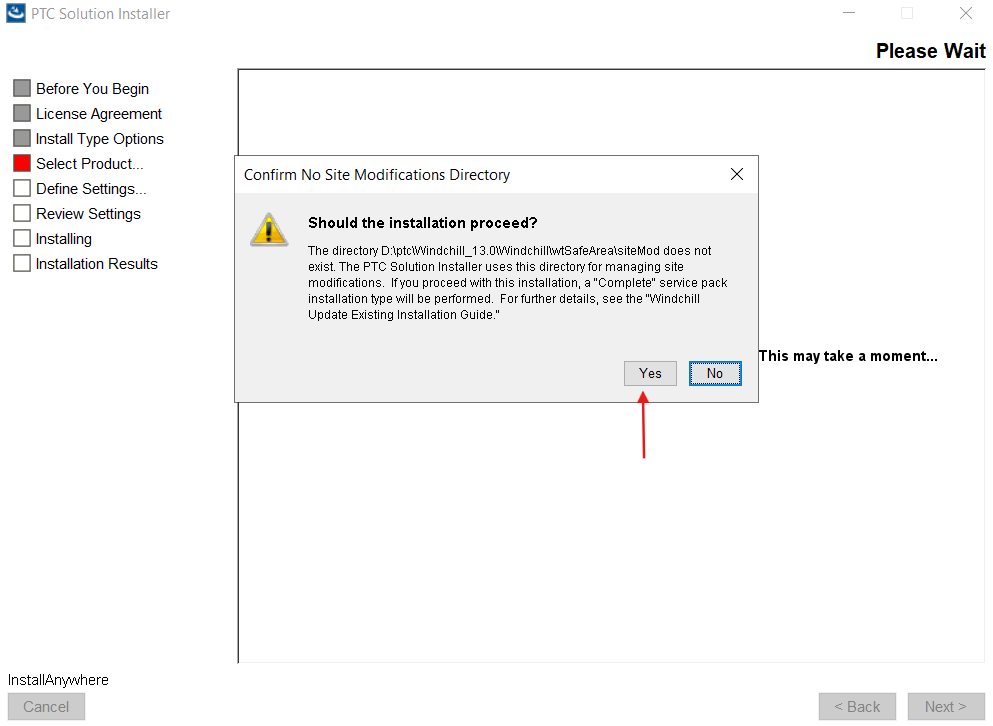 PTC Solution Installer
Please Wait
Before You Begin
License Agreement
Install Type Options
Select Product...
Define Settings...
Review Settings
Installing
Installation Results
Confirm No Site Modifications Directory
Should the installation proceed?
The directory D:\ptc\Windchill_13.0\Windchill\wtSafeArea\siteMod does not
exist. The PTC Solution Installer uses this directory for managing site
modifications.  If you proceed with this installation, a "Complete" service pack
installation type will be performed.  For further details, see the "Windchill
Update Existing Installation Guide."
This may take a moment...
Yes
No
InstallAnywhere
Cancel
< Back
Next >